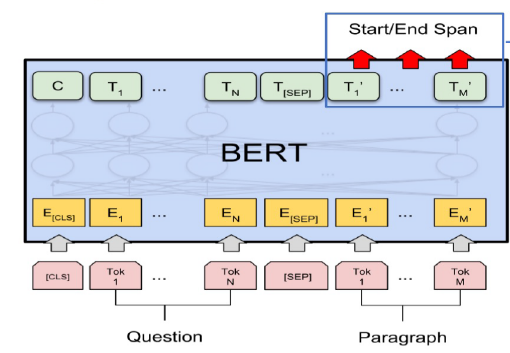 Start/End Span
C T1 ... TN T[SEP] T1' ... TM'
BERT
E[CLS] E1 ... EN E[SEP] E1' ... EM'
[CLS] Tok 1 ... Tok N [SEP] Tok 1 ... Tok M
Question Paragraph